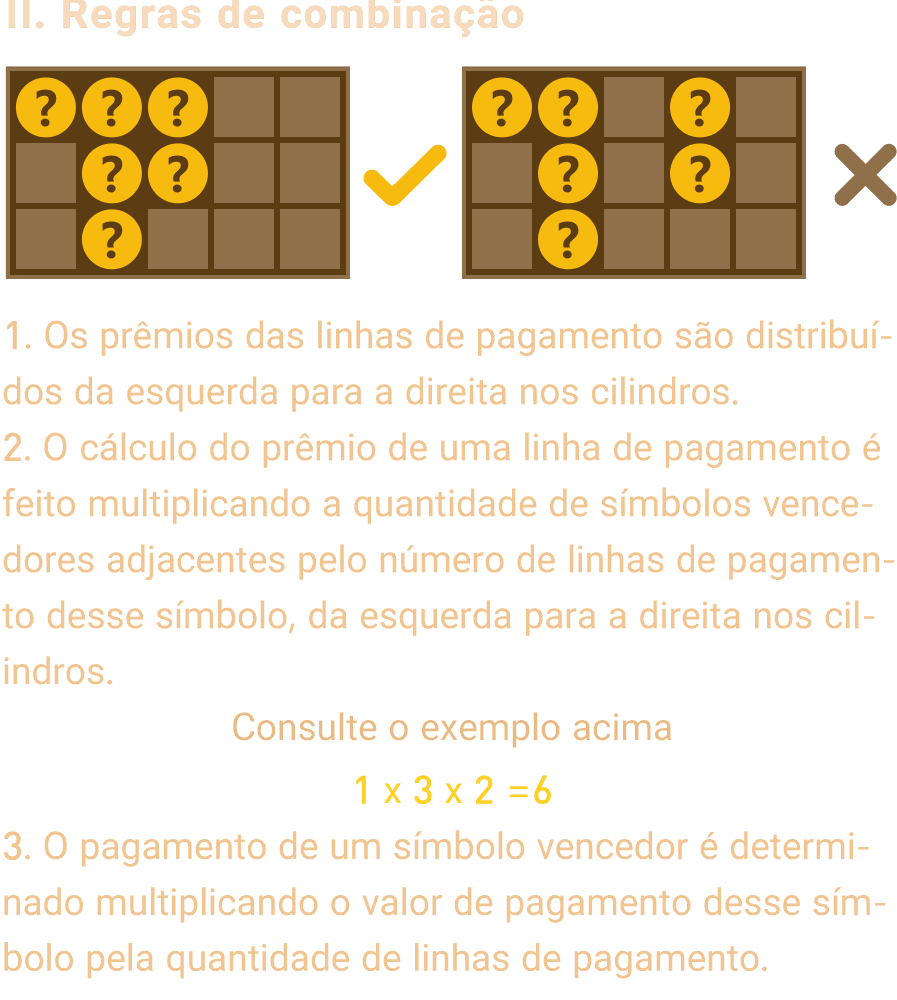 II. Regras de combinação
? ? ? ? ? ?
? ? ? ?
? ?
1. Os prêmios das linhas de pagamento são distribuí-
dos da esquerda para a direita nos cilindros.
2. O cálculo do prêmio de uma linha de pagamento é
feito multiplicando a quantidade de símbolos vence-
dores adjacentes pelo número de linhas de pagamen-
to desse símbolo, da esquerda para a direita nos cil-
indros.
Consulte o exemplo acima
1 x 3 x 2 =6
3. O pagamento de um símbolo vencedor é determi-
nado multiplicando o valor de pagamento desse sím-
bolo pela quantidade de linhas de pagamento.